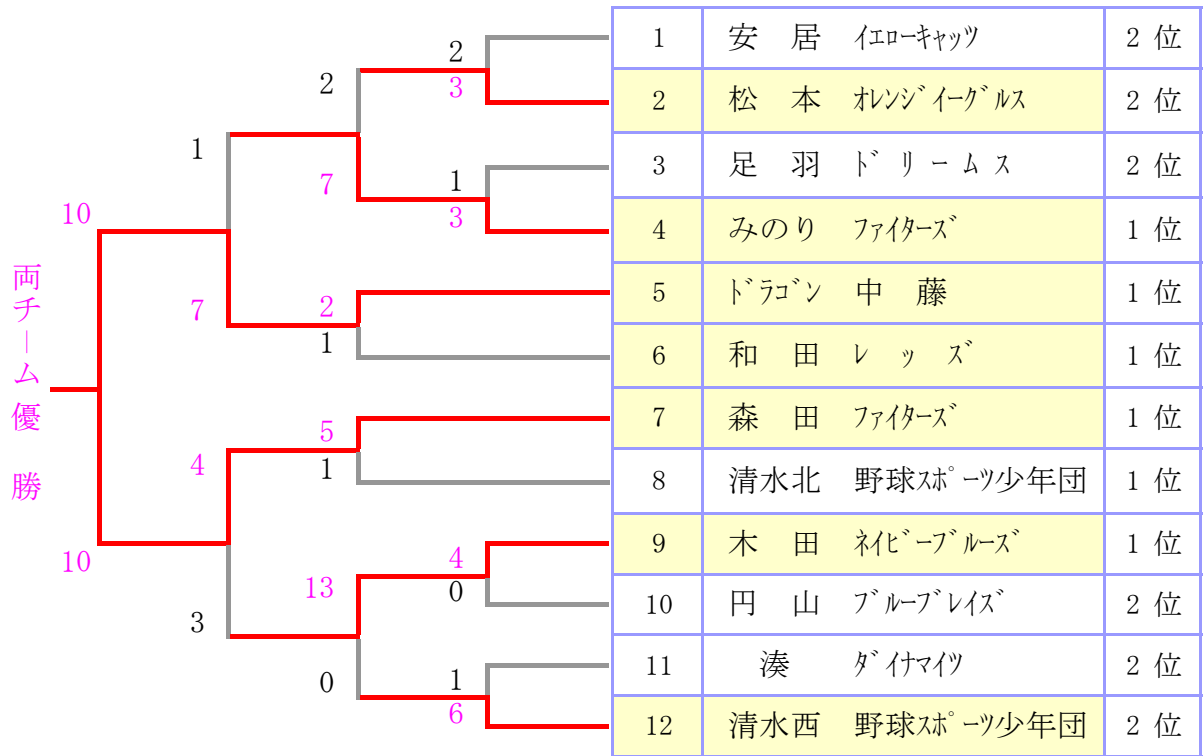 1 安 居 イエローキャッツ 2 位
2 松 本 オレンジイーグルス 2 位
3 足 羽 ドリームス 2 位
4 みのり ファイターズ 1 位
5 ドラゴン 中 藤 1 位
6 和 田 レッズ 1 位
7 森 田 ファイターズ 1 位
8 清水北 野球スポーツ少年団 1 位
9 木 田 ネイビーブルーズ 1 位
10 円 山 ブルーブレイズ 2 位
11 湊 ダイナマイツ 2 位
12 清水西 野球スポーツ少年団 2 位
2
3
1
3
4
0
1
6
2
7
2
1
5
1
13
0
1
7
4
3
10
10
両チーム優 勝